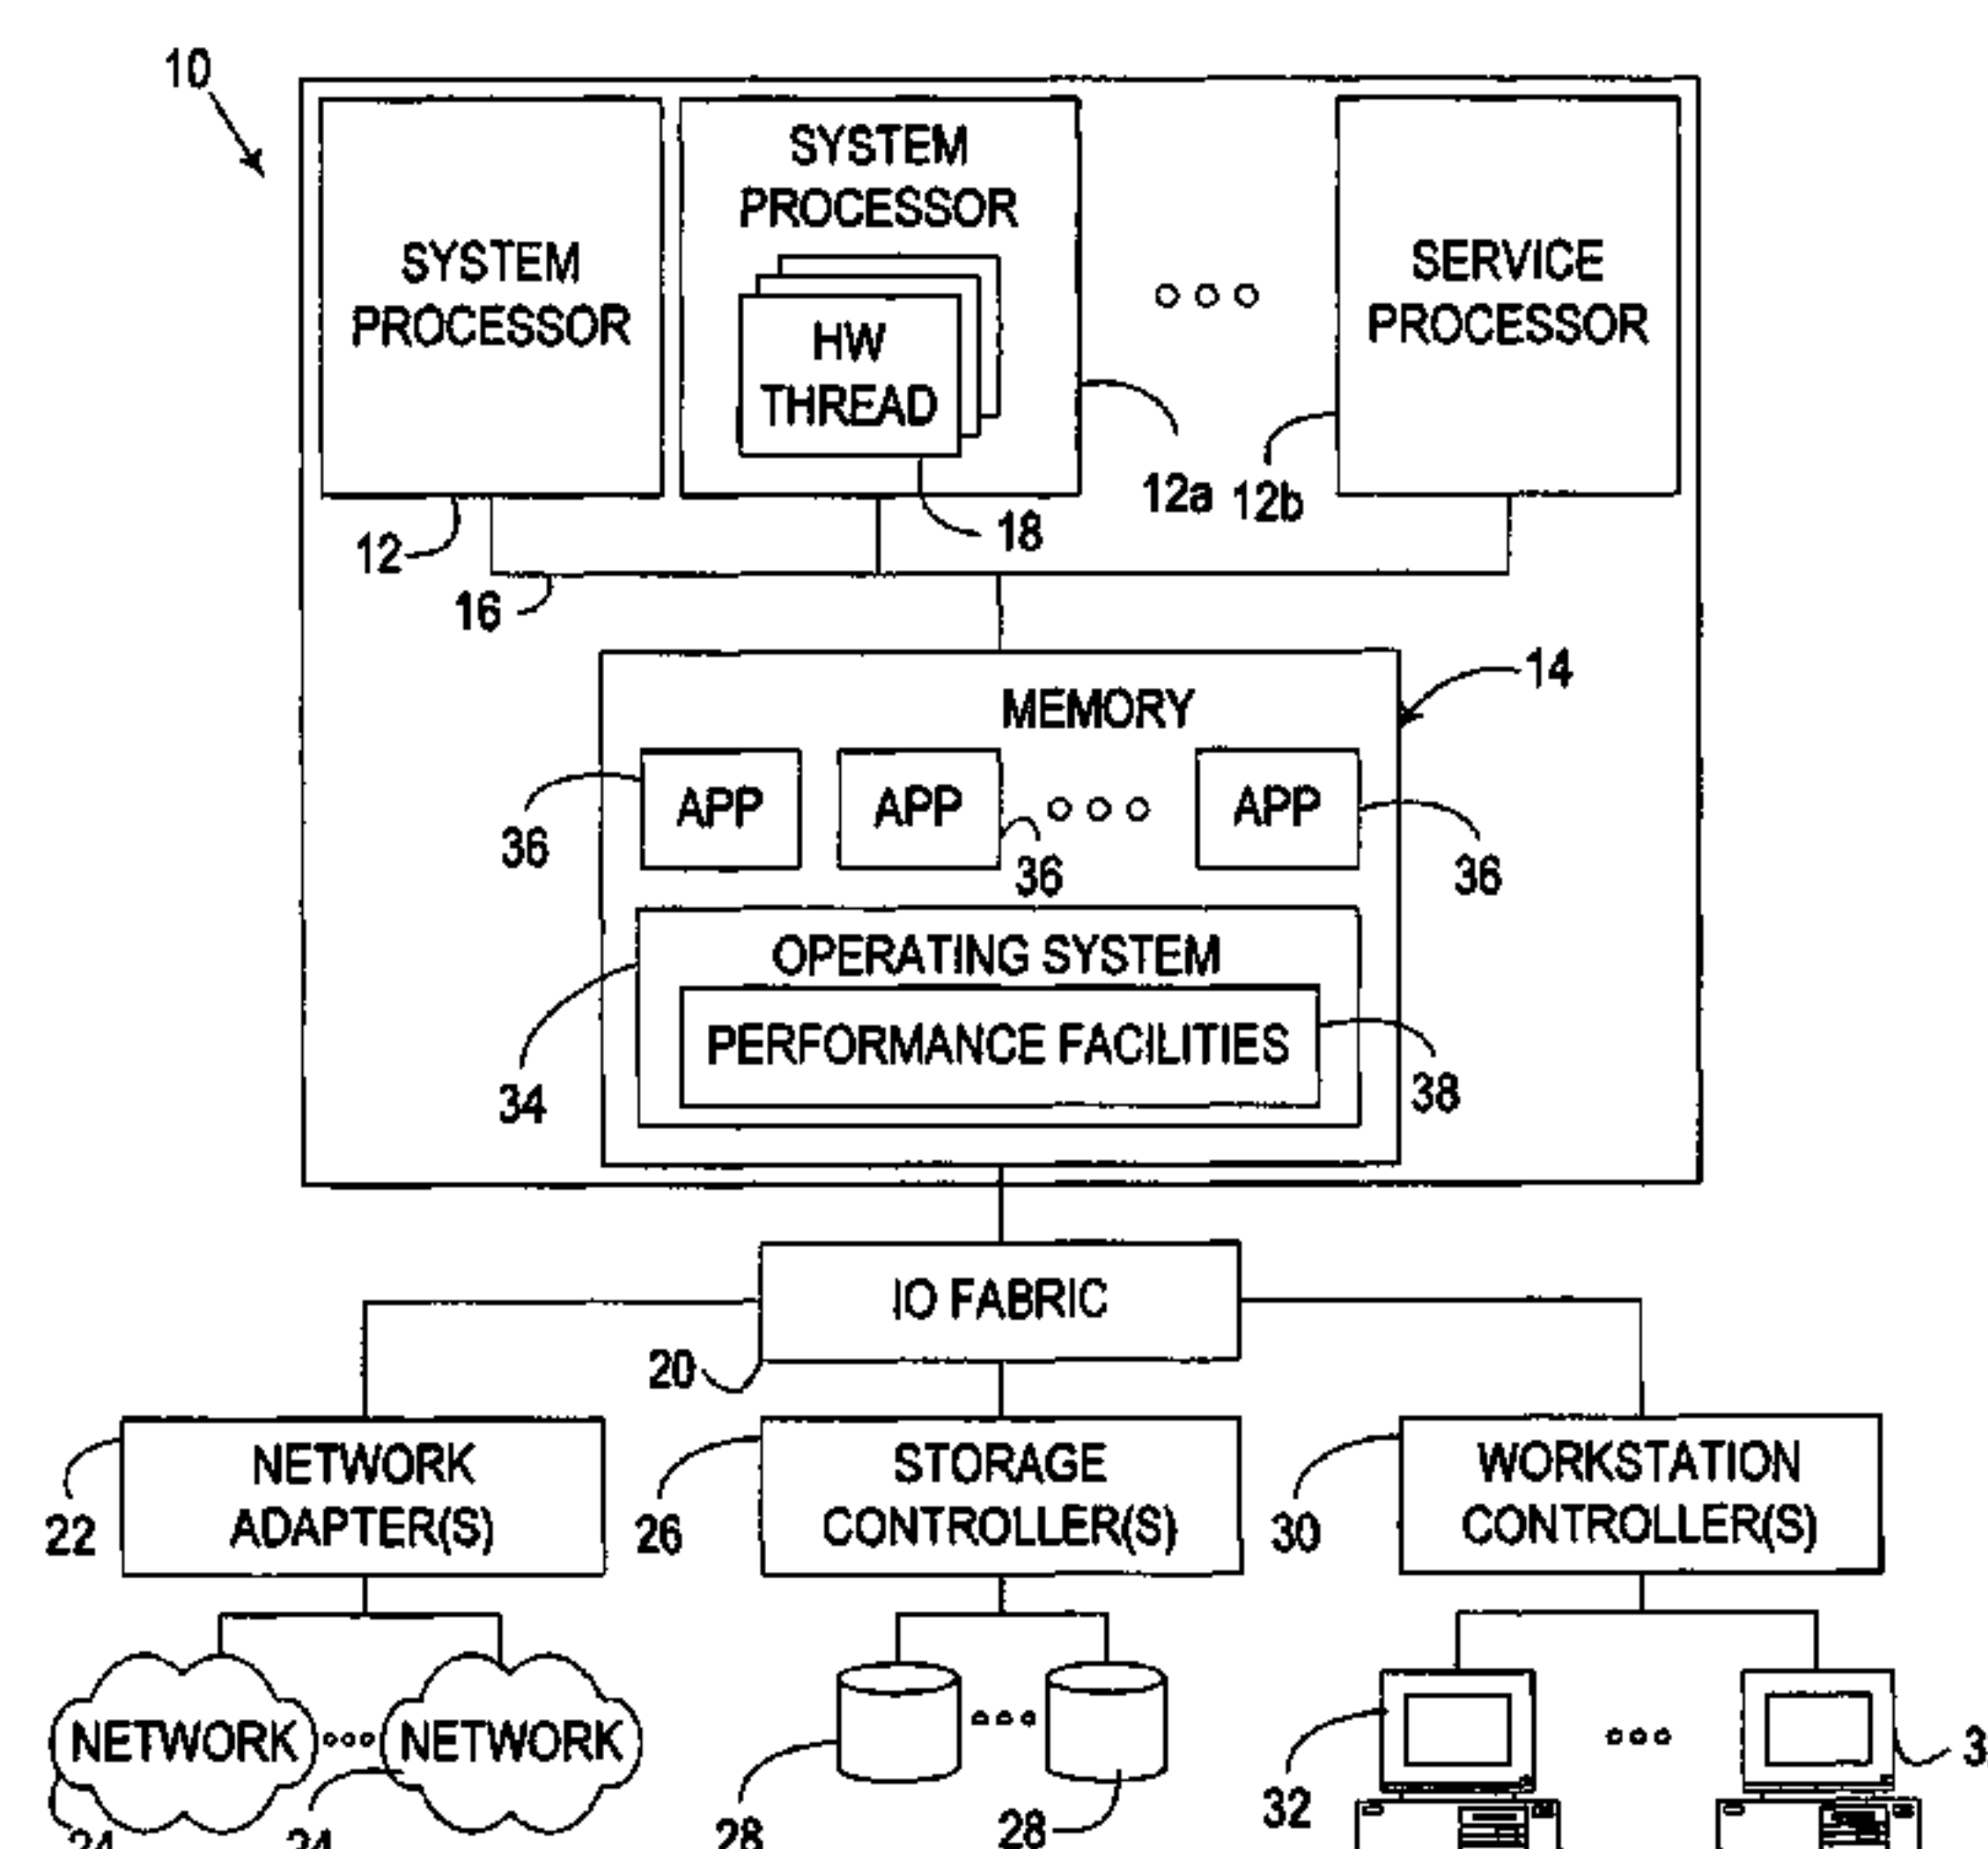 10
SYSTEM
PROCESSOR
SYSTEM
PROCESSOR
HW
THREAD
SERVICE
PROCESSOR
12
18
12a
12b
16
14
MEMORY
APP
APP
APP
36
36
36
OPERATING SYSTEM
PERFORMANCE FACILITIES
34
38
IO FABRIC
20
NETWORK
ADAPTER(S)
STORAGE
CONTROLLER(S)
WORKSTATION
CONTROLLER(S)
22
26
30
NETWORK
NETWORK
28
28
32